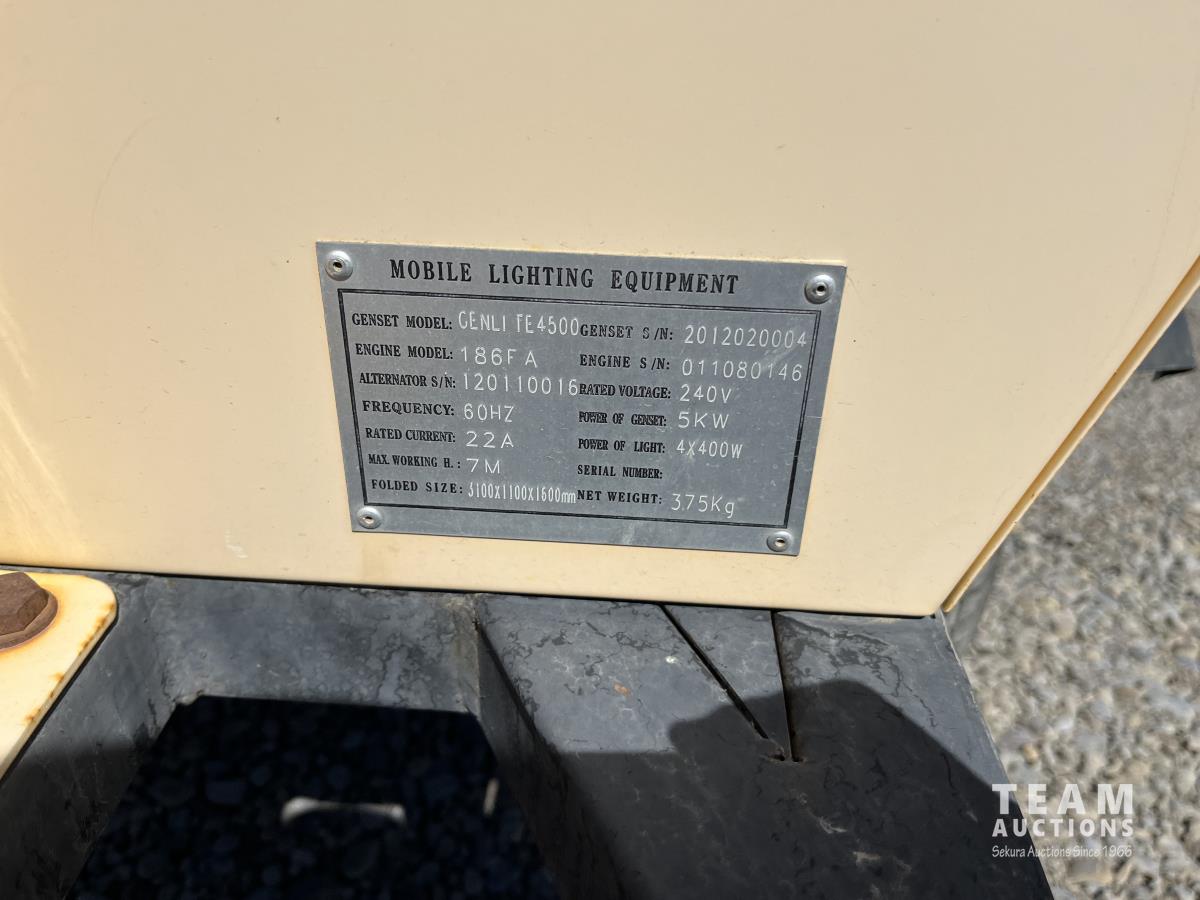 MOBILE LIGHTING EQUIPMENT
GENSET MODEL: GENLI TE4500 GENSET S/N: 2012020004
ENGINE MODEL: 186FA ENGINE S/N: 011080146
ALTERNATOR S/N: 120110016 RATED VOLTAGE: 240V
FREQUENCY: 60HZ POWER OF GENSET: 5KW
RATED CURRENT: 22A POWER OF LIGHT: 4X400W
MAX. WORKING H.: 7M SERIAL NUMBER:
FOLDED SIZE: 3100X1100X1600mm NET WEIGHT: 375Kg
TEAM
AUCTIONS
Sekura Auctions Since 1966